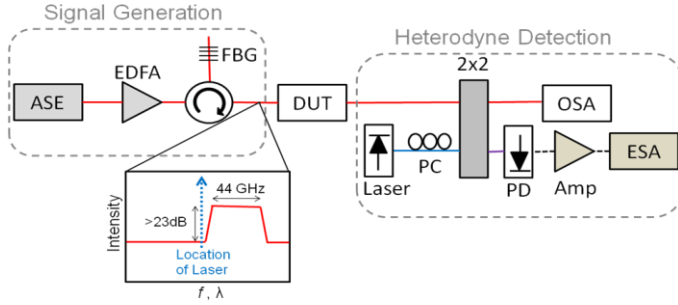 Signal Generation
Heterodyne Detection
FBG
2x2
EDFA
ASE
DUT
OSA
Laser
PC
PD
Amp
ESA
Intensity
>23dB
44 GHz
Location
of Laser
f , λ